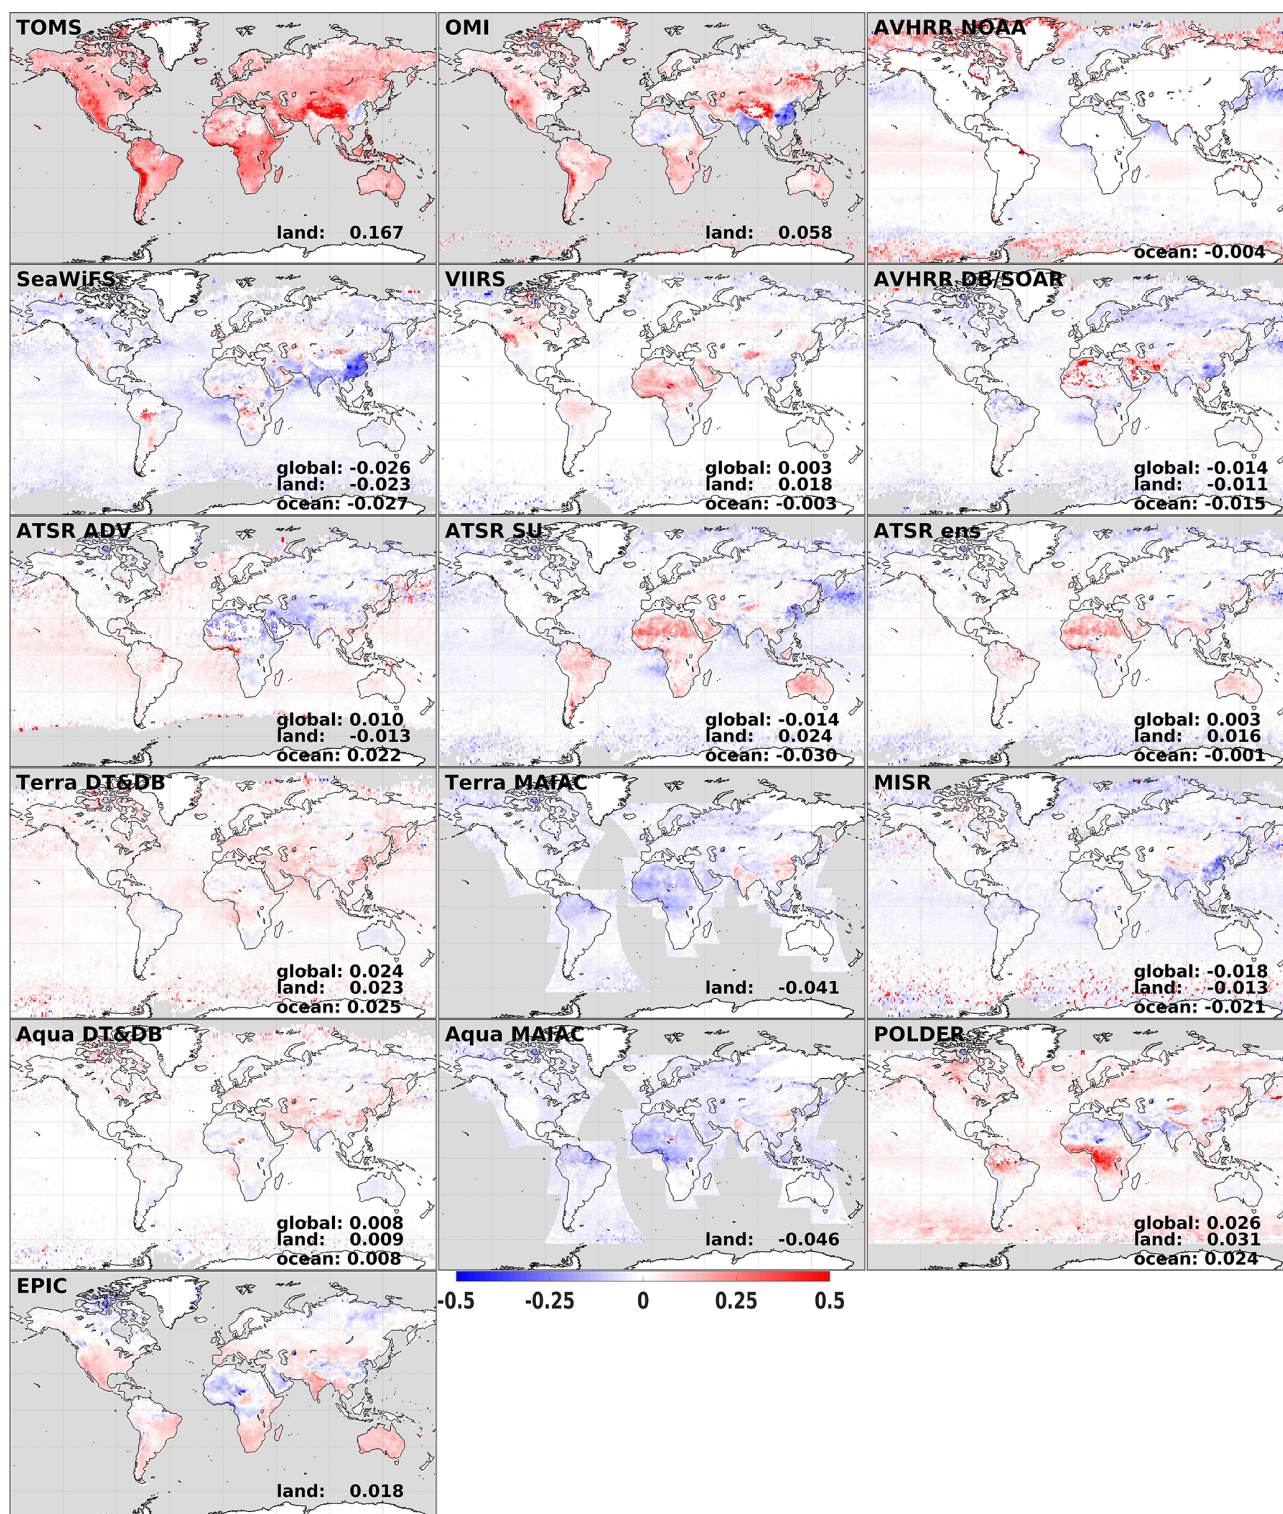 TOMS
land: 0.167
OMI
land: 0.058
AVHRR NOAA
ocean: -0.004
SeaWiFS
global: -0.026
land: -0.023
ocean: -0.027
VIIRS
global: 0.003
land: 0.018
ocean: -0.003
AVHRR DB/SOAR
global: -0.014
land: -0.011
ocean: -0.015
ATSR ADV
global: 0.010
land: -0.013
ocean: 0.022
ATSR SU
global: -0.014
land: 0.024
ocean: -0.030
ATSR ens
global: 0.003
land: 0.016
ocean: -0.001
Terra DT&DB
global: 0.024
land: 0.023
ocean: 0.025
Terra MAIAC
land: -0.041
MISR
global: -0.018
land: -0.013
ocean: -0.021
Aqua DT&DB
global: 0.008
land: 0.009
ocean: 0.008
Aqua MAIAC
land: -0.046
POLDER
global: 0.026
land: 0.031
ocean: 0.024
EPIC
land: 0.018
-0.5 -0.25 0 0.25 0.5